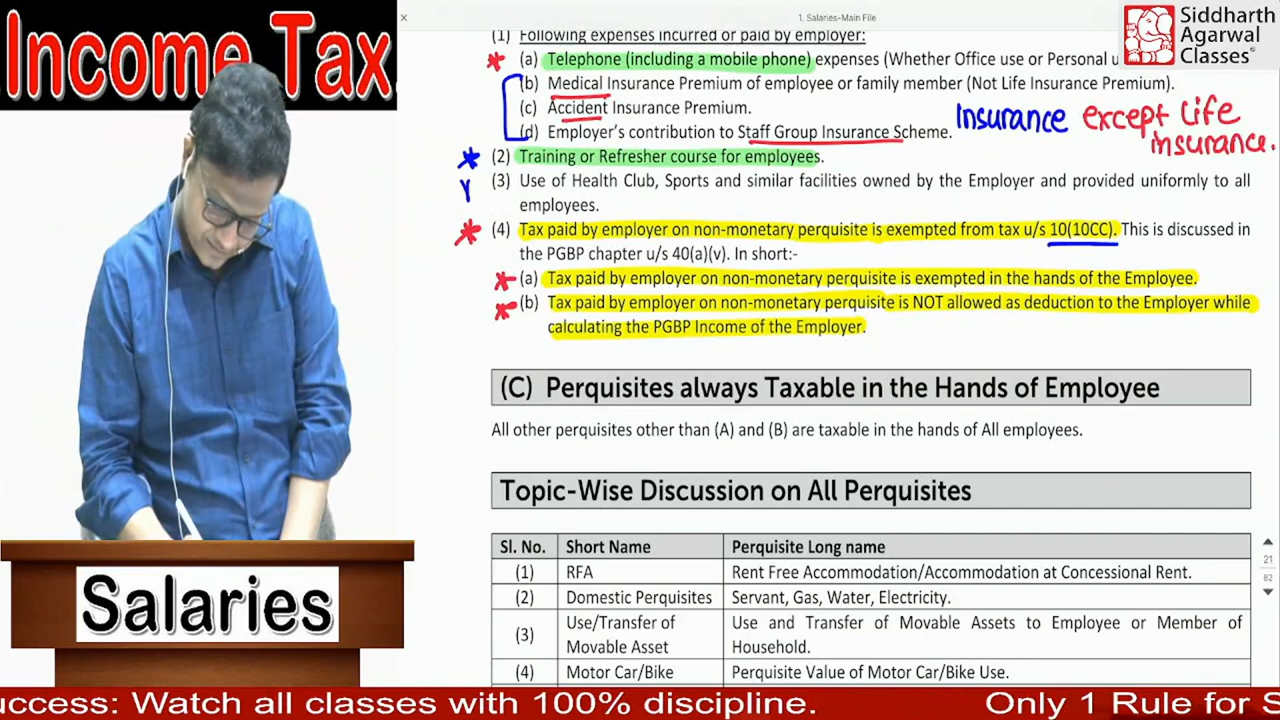 Income Tax
1. Salaries-Main File
Siddharth
Agarwal
Classes
(1) Following expenses incurred or paid by employer:
(a) Telephone (including a mobile phone) expenses (Whether Office use or Personal u
(b) Medical Insurance Premium of employee or family member (Not Life Insurance Premium).
(c) Accident Insurance Premium.
(d) Employer's contribution to Staff Group Insurance Scheme.
Insurance except Life
insurance.
(2) Training or Refresher course for employees.
(3) Use of Health Club, Sports and similar facilities owned by the Employer and provided uniformly to all
employees.
(4) Tax paid by employer on non-monetary perquisite is exempted from tax u/s 10(10CC). This is discussed in
the PGBP chapter u/s 40(a)(v). In short:-
(a) Tax paid by employer on non-monetary perquisite is exempted in the hands of the Employee.
(b) Tax paid by employer on non-monetary perquisite is NOT allowed as deduction to the Employer while
calculating the PGBP Income of the Employer.
(C) Perquisites always Taxable in the Hands of Employee
All other perquisites other than (A) and (B) are taxable in the hands of All employees.
Topic-Wise Discussion on All Perquisites
Sl. No. Short Name Perquisite Long name
(1) RFA Rent Free Accommodation/Accommodation at Concessional Rent.
(2) Domestic Perquisites Servant, Gas, Water, Electricity.
(3) Use/Transfer of Movable Asset Use and Transfer of Movable Assets to Employee or Member of Household.
(4) Motor Car/Bike Perquisite Value of Motor Car/Bike Use.
21
82
Salaries
uccess: Watch all classes with 100% discipline. Only 1 Rule for S